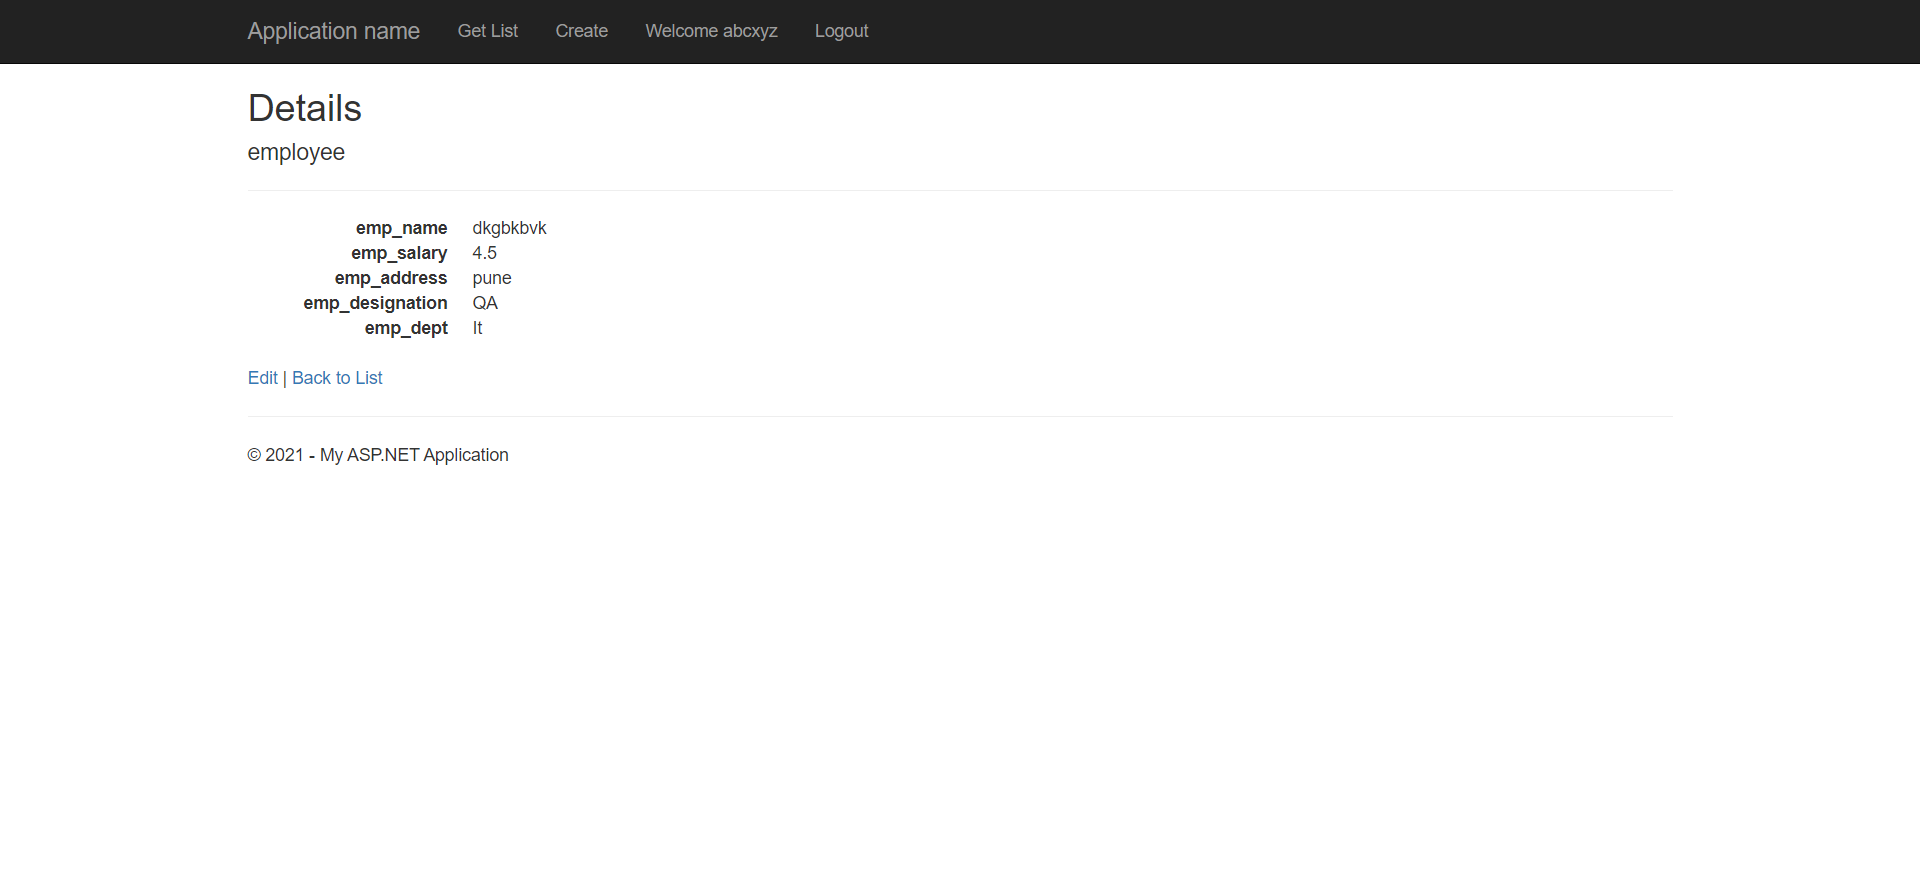 Application name Get List Create Welcome abcxyz Logout
Details
employee
emp_name dkgbkbvk
emp_salary 4.5
emp_address pune
emp_designation QA
emp_dept It
Edit | Back to List
© 2021 - My ASP.NET Application